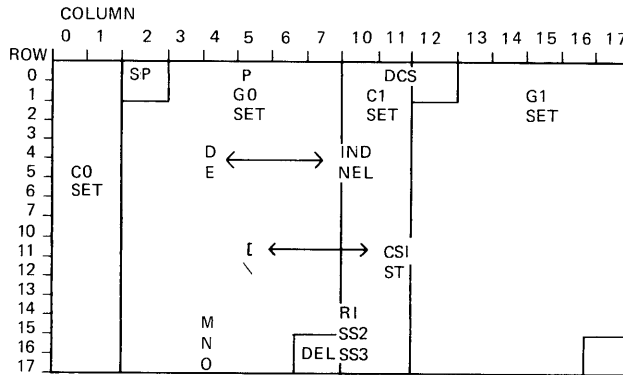 COLUMN
0 1 2 3 4 5 6 7 10 11 12 13 14 15 16 17
ROW
0 SP P DCS
1 G0 C1 G1
2 SET SET SET
3
4 D IND
5 C0 E NEL
6 SET
7
10
11 [ CSI
12 \ ST
13
14 M RI
15 N SS2
16 O DEL SS3
17